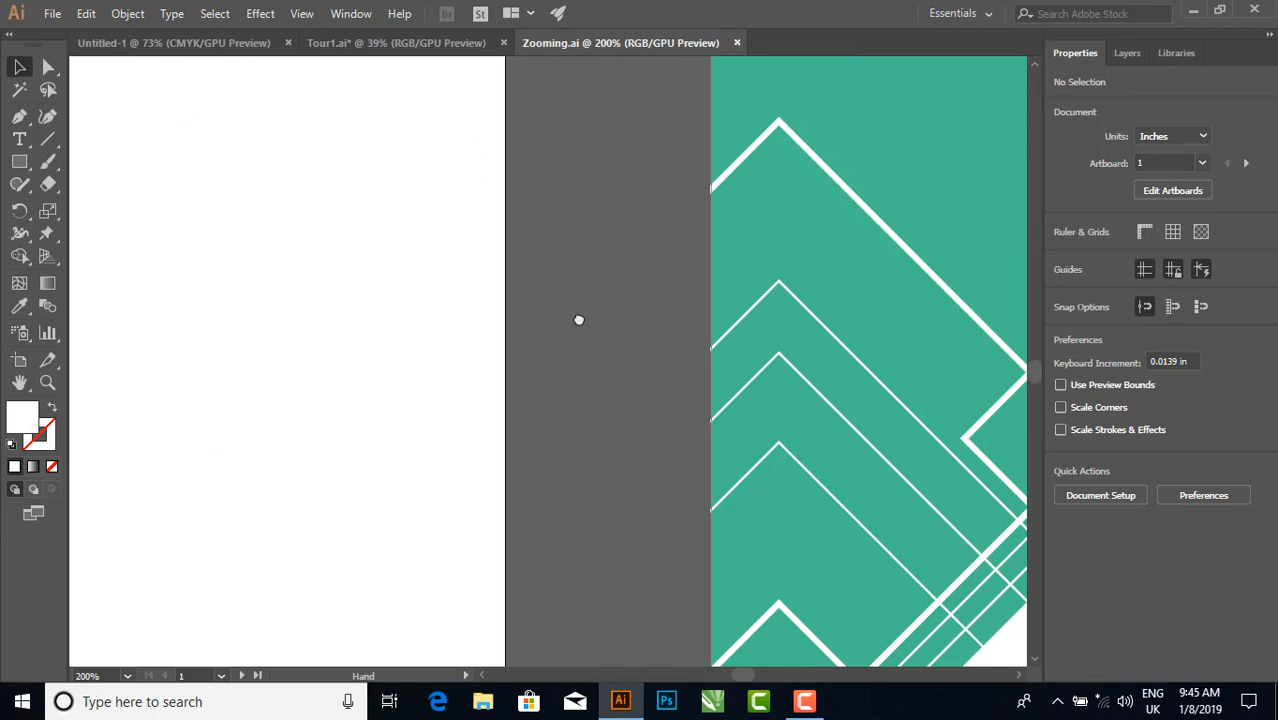 Ai File Edit Object Type Select Effect View Window Help Br St Essentials Search Adobe Stock
Untitled-1 @ 73% (CMYK/GPU Preview) Tour1.ai* @ 39% (RGB/GPU Preview) Zooming.ai @ 200% (RGB/GPU Preview)
Properties Layers Libraries
No Selection
Document
Units: Inches
Artboard: 1
Edit Artboards
Ruler & Grids
Guides
Snap Options
Preferences
Keyboard Increment: 0.0139 in
Use Preview Bounds
Scale Corners
Scale Strokes & Effects
Quick Actions
Document Setup Preferences
200% 1 Hand
Type here to search
Ai Ps C C
ENG 9:45 AM
UK 1/8/2019